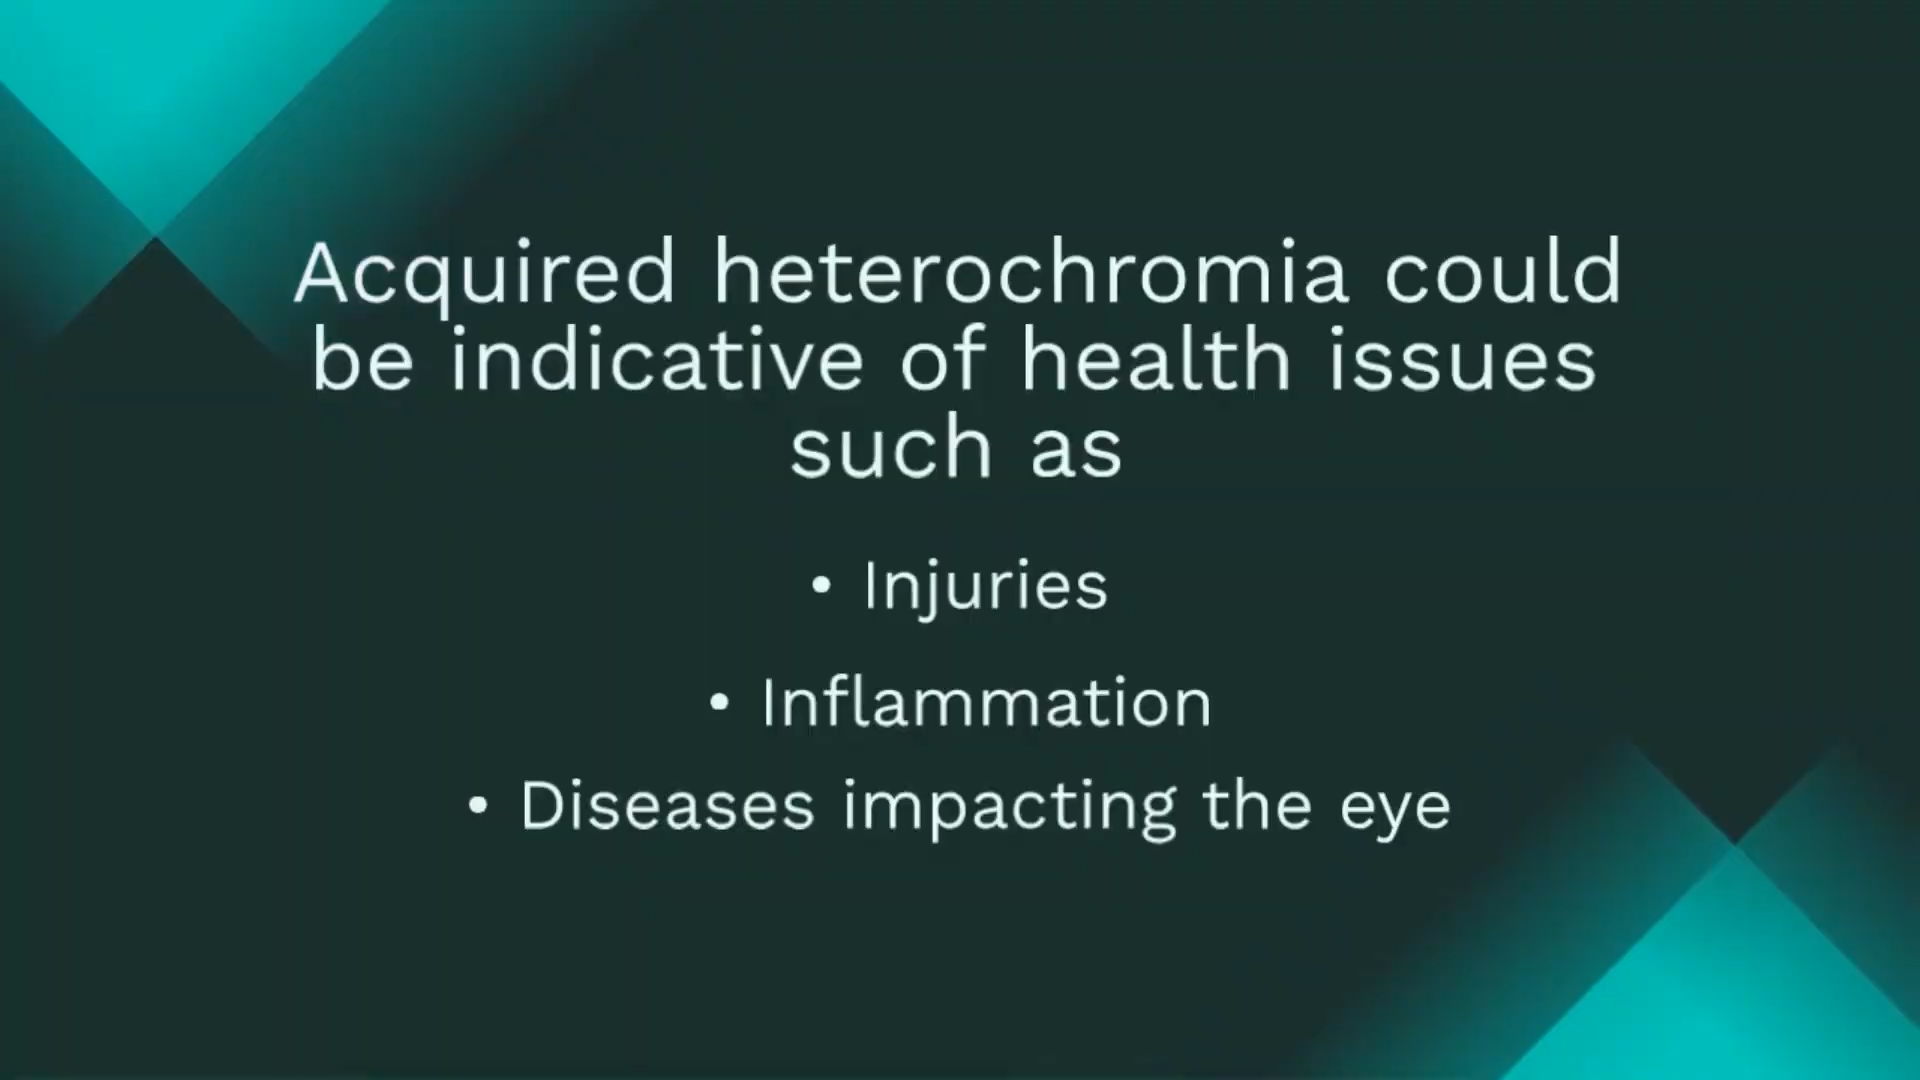 Acquired heterochromia could
be indicative of health issues
such as
• Injuries
• Inflammation
• Diseases impacting the eye